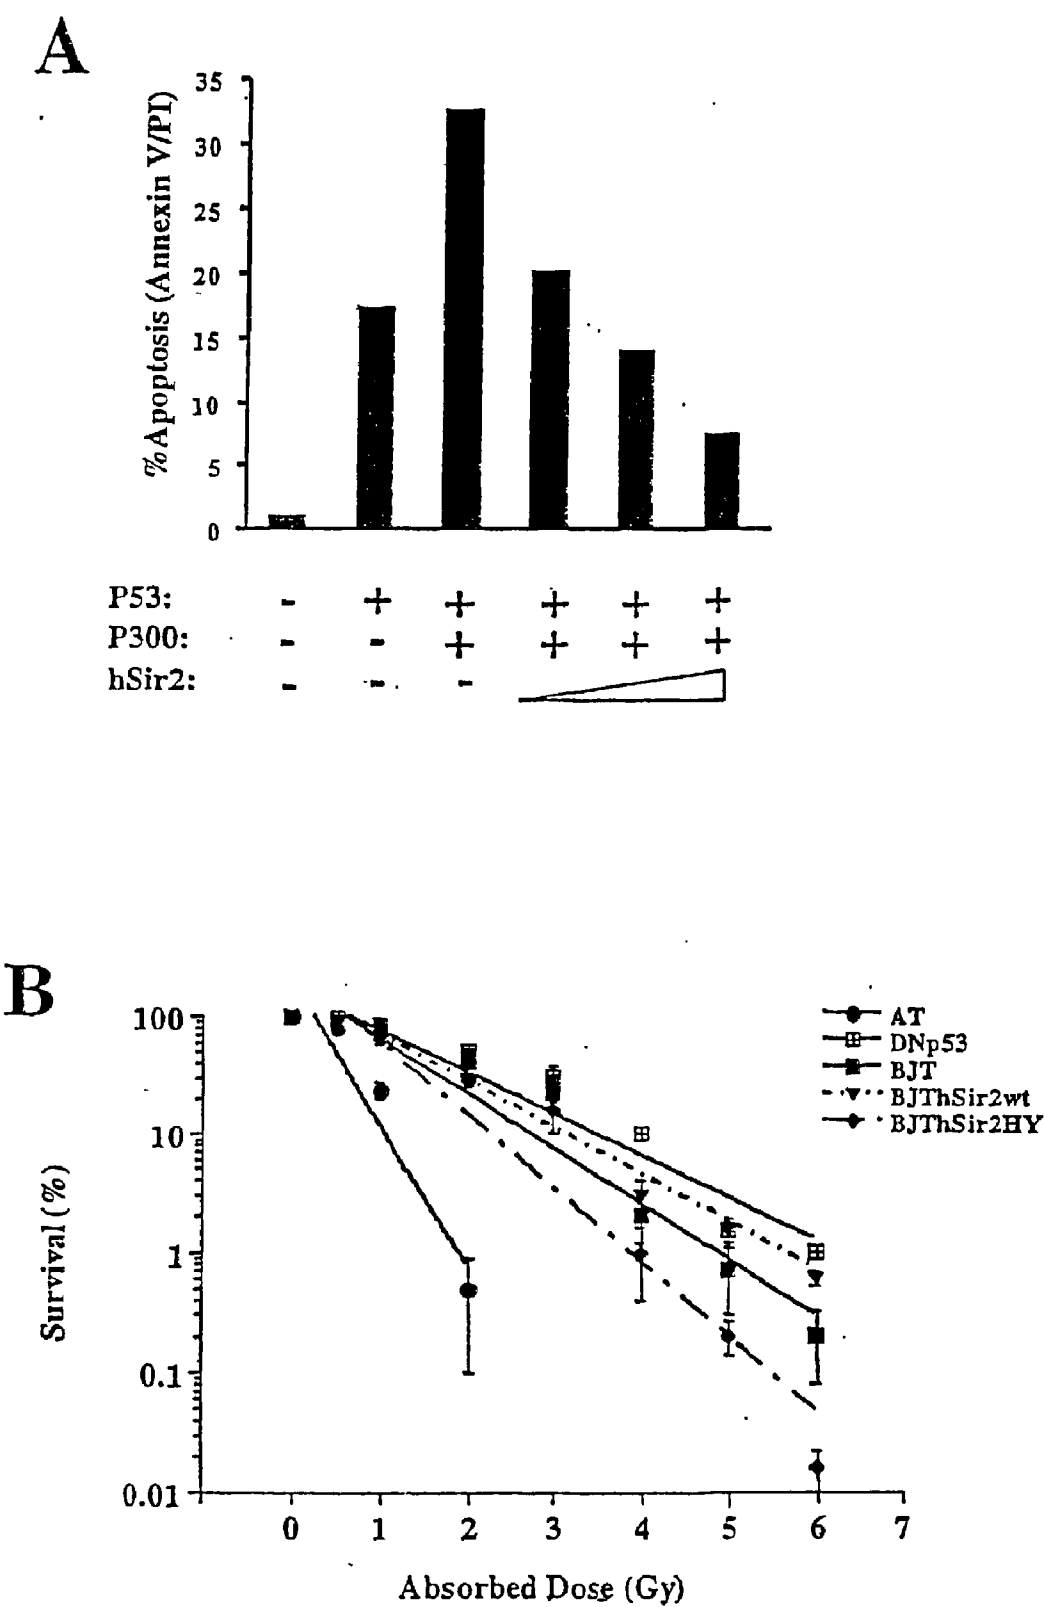 A
35
30
25
20
15
10
5
0
%Apoptosis (Annexin V/PI)
P53: - + + + + +
P300: - - + + + +
hSir2: - - -
B
100
10
1
0.1
0.01
Survival (%)
0 1 2 3 4 5 6 7
Absorbed Dose (Gy)
AT
DNp53
BJT
BJThSir2wt
BJThSir2HY